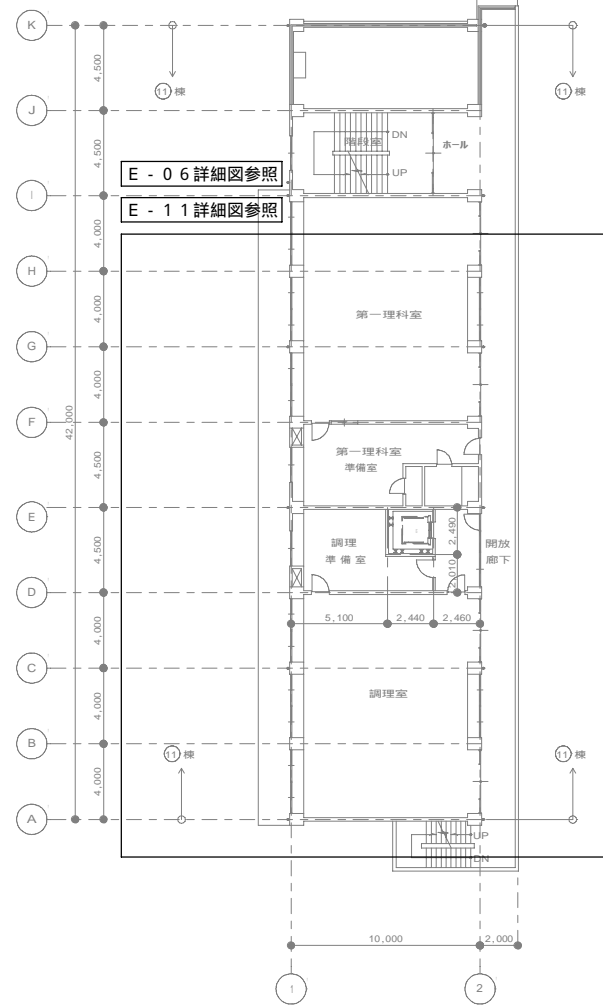 K
4,500
⑪棟
⑪棟
J
4,500
階段室
DN
UP
ホール
E-06詳細図参照
I
E-11詳細図参照
4,000
H
4,000
第一理科室
G
4,000
F
42,000
4,500
第一理科室
準備室
E
4,500
調理
準備室
2,490
2,010
開放
廊下
D
5,100
2,440
2,460
4,000
C
4,000
調理室
B
⑪棟
⑪棟
4,000
A
UP
DN
10,000
2,000
1
2